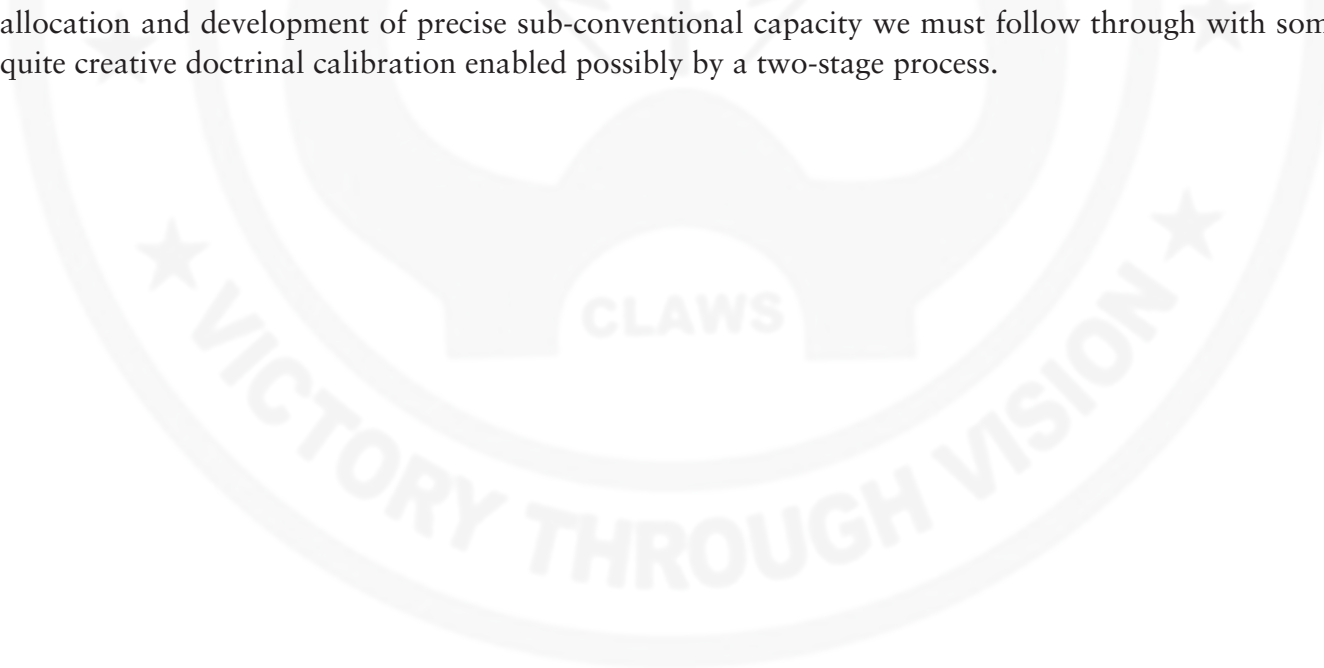 allocation and development of precise sub-conventional capacity we must follow through with som
quite creative doctrinal calibration enabled possibly by a two-stage process.
CLAWS
VICTORY THROUGH VISION